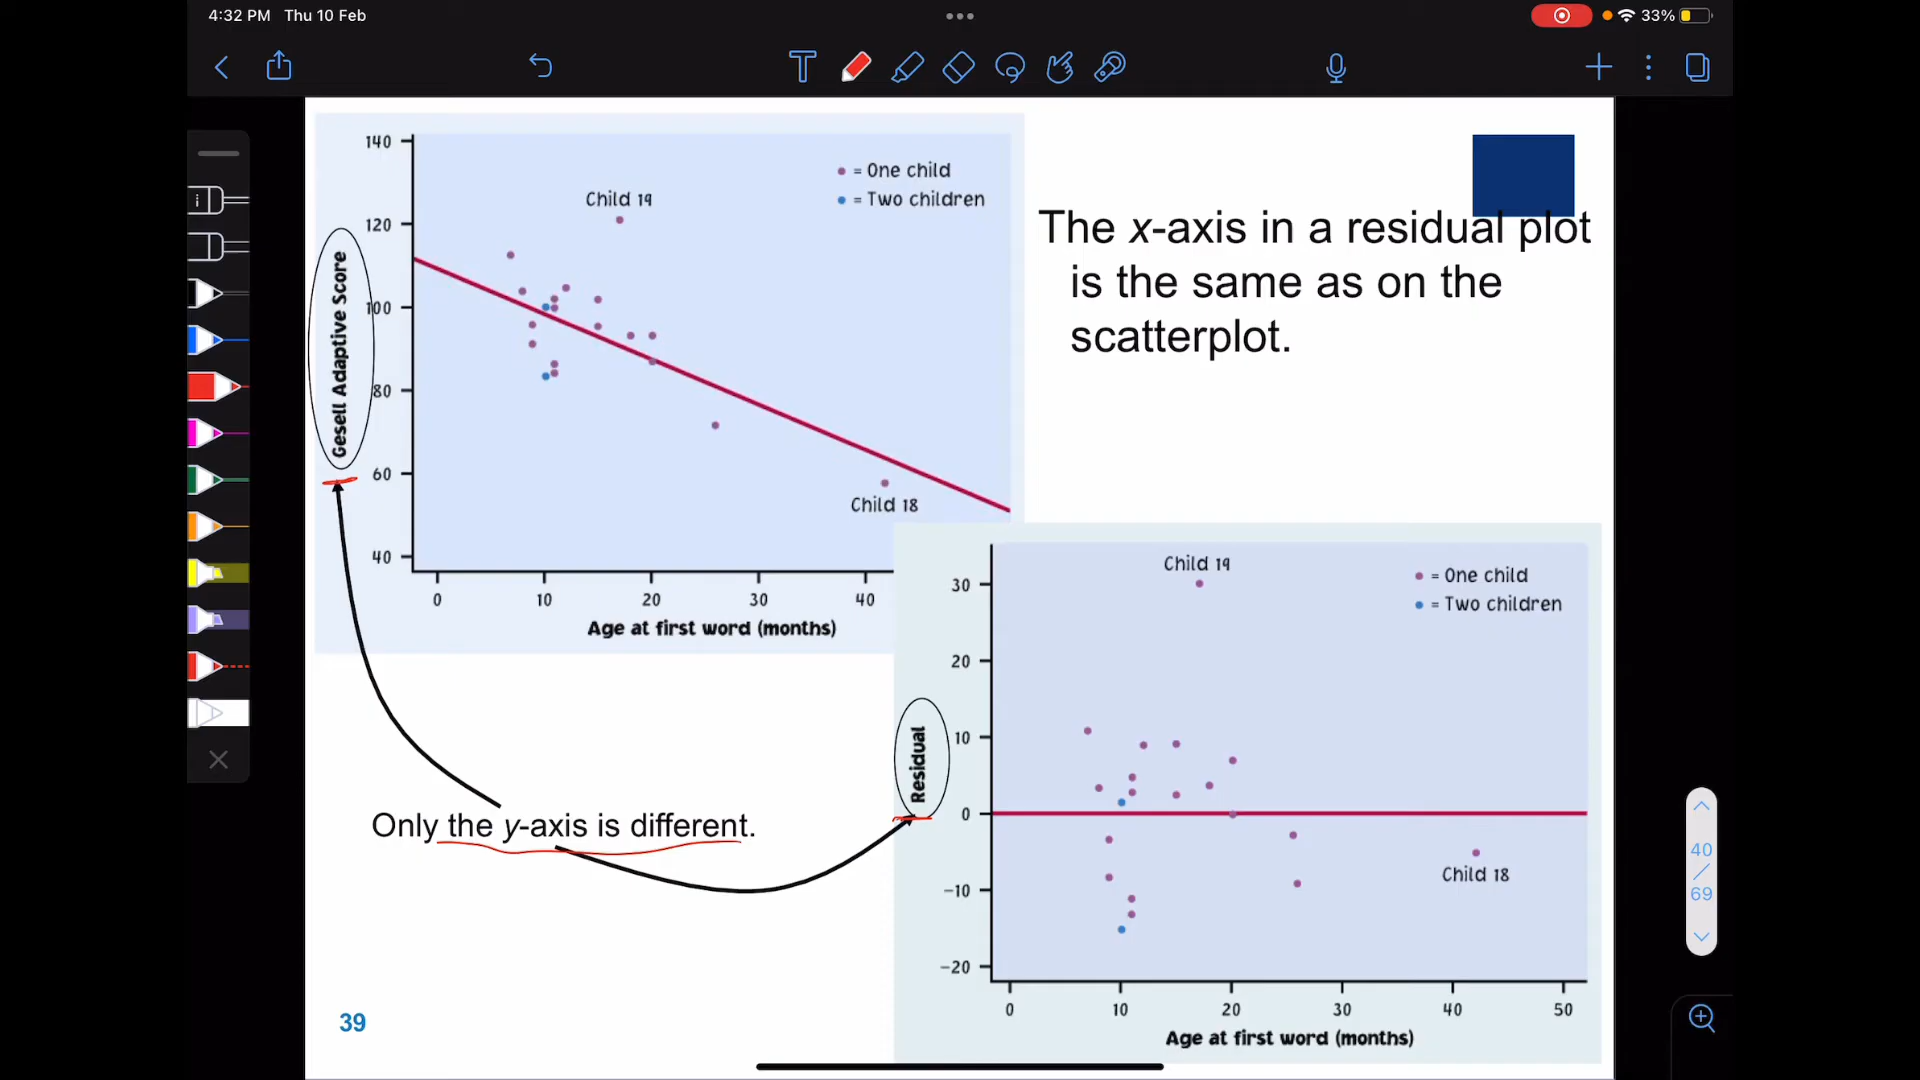 4:32 PM Thu 10 Feb
33%
140
120
100
80
60
40
Gesell Adaptive Score
Child 19
= One child
= Two children
Child 18
0 10 20 30 40
Age at first word (months)
The x-axis in a residual plot
is the same as on the
scatterplot.
Only the y-axis is different.
30
20
10
0
−10
−20
Residual
Child 19
= One child
= Two children
Child 18
0 10 20 30 40 50
Age at first word (months)
39
40
69